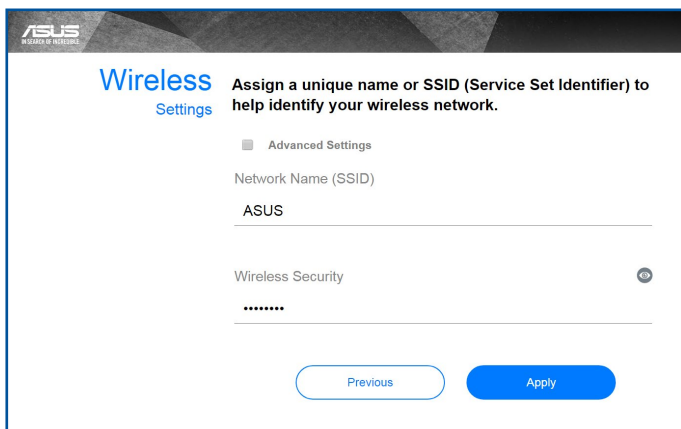 ASUS
IN SEARCH OF INCREDIBLE
Wireless
Settings
Assign a unique name or SSID (Service Set Identifier) to
help identify your wireless network.
Advanced Settings
Network Name (SSID)
ASUS
Wireless Security
••••••••
Previous
Apply